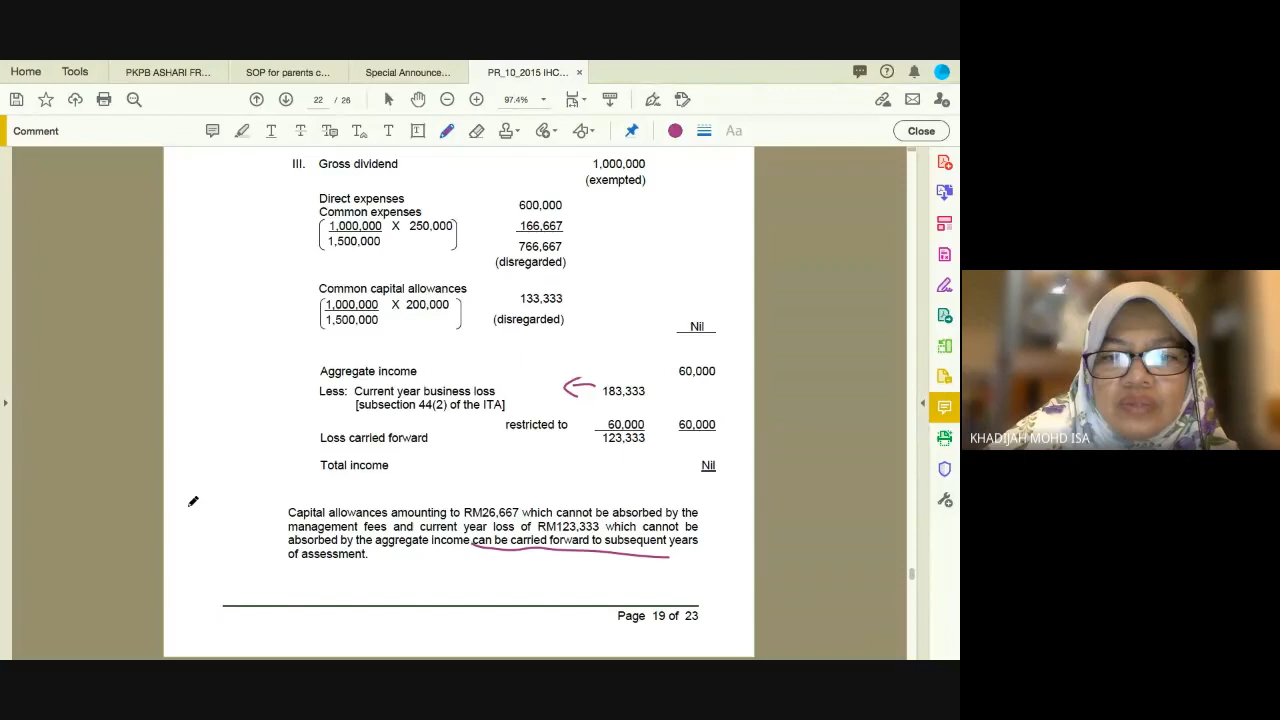 Home Tools PKPB ASHARI FR... SOP for parents c... Special Announce... PR_10_2015 IHC... ×
22 / 26 97.4%
Comment Close
III. Gross dividend 1,000,000
(exempted)
Direct expenses 600,000
Common expenses
1,000,000 X 250,000 166,667
1,500,000 766,667
(disregarded)
Common capital allowances
1,000,000 X 200,000 133,333
1,500,000 (disregarded)
Nil
Aggregate income 60,000
Less: Current year business loss 183,333
[subsection 44(2) of the ITA]
restricted to 60,000 60,000
Loss carried forward 123,333
Total income Nil
Capital allowances amounting to RM26,667 which cannot be absorbed by the
management fees and current year loss of RM123,333 which cannot be
absorbed by the aggregate income can be carried forward to subsequent years
of assessment.
Page 19 of 23
KHADIJAH MOHD ISA